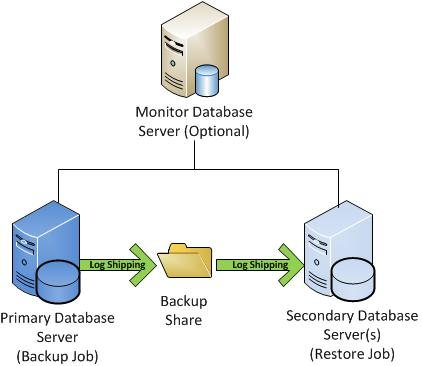 Monitor Database
Server (Optional)
Log Shipping
Log Shipping
Backup
Share
Primary Database
Server
(Backup Job)
Secondary Database
Server(s)
(Restore Job)